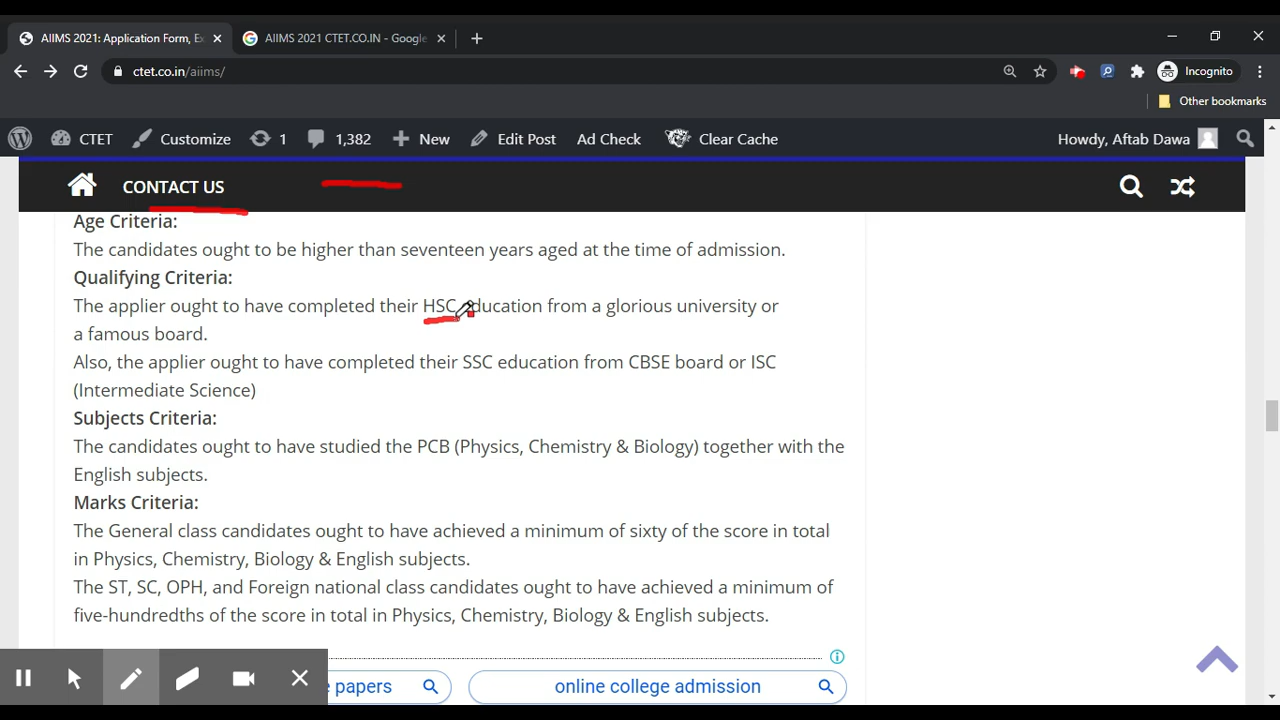 AIIMS 2021: Application Form, Ex
AIIMS 2021 CTET.CO.IN - Google
ctet.co.in/aiims/
Incognito
Other bookmarks
CTET
Customize
1
1,382
New
Edit Post
Ad Check
Clear Cache
Howdy, Aftab Dawa
CONTACT US
Age Criteria:
The candidates ought to be higher than seventeen years aged at the time of admission.
Qualifying Criteria:
The applier ought to have completed their HSC education from a glorious university or
a famous board.
Also, the applier ought to have completed their SSC education from CBSE board or ISC
(Intermediate Science)
Subjects Criteria:
The candidates ought to have studied the PCB (Physics, Chemistry & Biology) together with the
English subjects.
Marks Criteria:
The General class candidates ought to have achieved a minimum of sixty of the score in total
in Physics, Chemistry, Biology & English subjects.
The ST, SC, OPH, and Foreign national class candidates ought to have achieved a minimum of
five-hundredths of the score in total in Physics, Chemistry, Biology & English subjects.
papers
online college admission